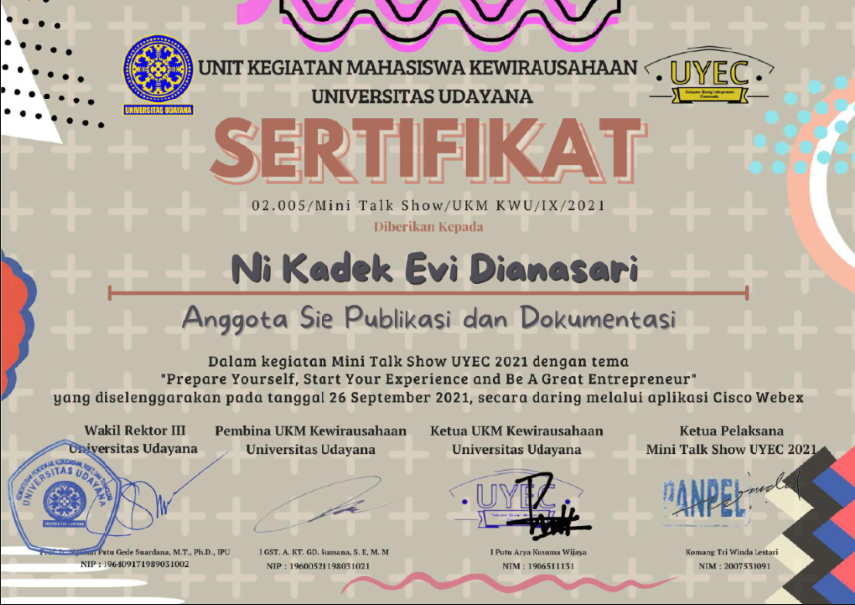 UNIT KEGIATAN MAHASISWA KEWIRAUSAHAAN
UNIVERSITAS UDAYANA
UNIVERSITAS UDAYANA
UYEC
SERTIFIKAT
02.005/Mini Talk Show/UKM KWU/IX/2021
Diberikan Kepada
Ni Kadek Evi Dianasari
Anggota Sie Publikasi dan Dokumentasi
Dalam kegiatan Mini Talk Show UYEC 2021 dengan tema
"Prepare Yourself, Start Your Experience and Be A Great Entrepreneur"
yang diselenggarakan pada tanggal 26 September 2021, secara daring melalui aplikasi Cisco Webex
Wakil Rektor III
Universitas Udayana
Pembina UKM Kewirausahaan
Universitas Udayana
Ketua UKM Kewirausahaan
Universitas Udayana
Ketua Pelaksana
Mini Talk Show UYEC 2021
UNIVERSITAS UDAYANA
UYEC
PANPEL
Putu Gede Suardana, M.T., Ph.D., IPU
NIP : 196409171989031002
I GST. A. KT. GD. Suasana, S. E, M. M
NIP : 19600521198031021
I Putu Arya Kusuma Wijaya
NIM : 1906511131
Komang Tri Winda Lestari
NIM : 2007531091